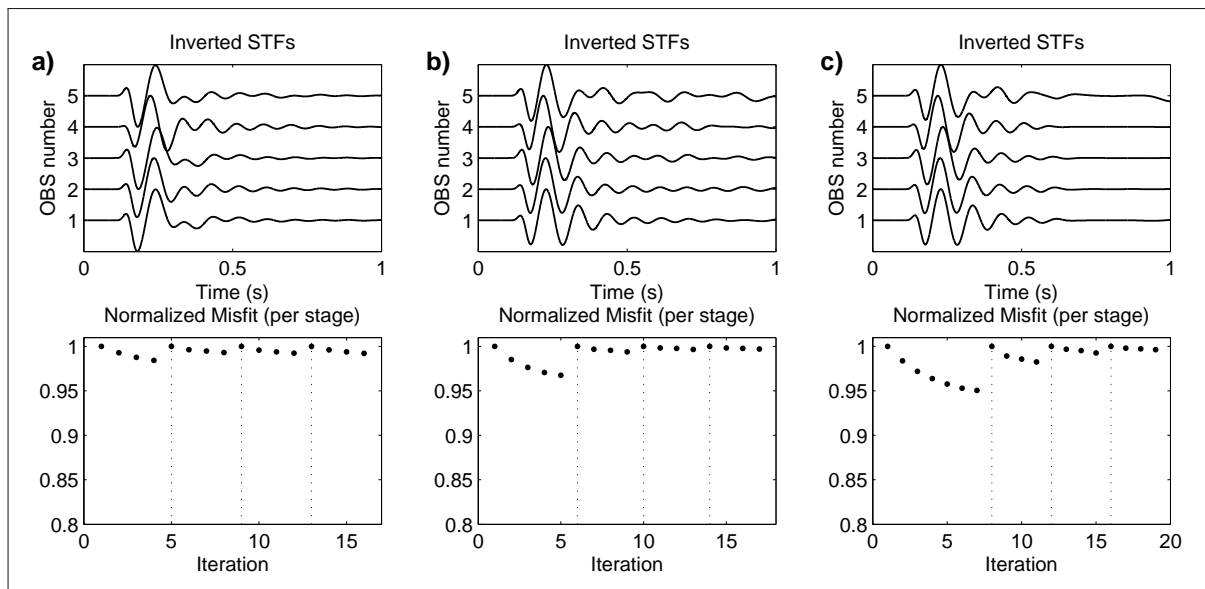 a)
Inverted STFs
OBS number
5
4
3
2
1
0
0.5
1
Time (s)
Normalized Misfit (per stage)
1
0.95
0.9
0.85
0.8
0
5
10
15
Iteration
b)
Inverted STFs
OBS number
5
4
3
2
1
0
0.5
1
Time (s)
Normalized Misfit (per stage)
1
0.95
0.9
0.85
0.8
0
5
10
15
Iteration
c)
Inverted STFs
OBS number
5
4
3
2
1
0
0.5
1
Time (s)
Normalized Misfit (per stage)
1
0.95
0.9
0.85
0.8
0
5
10
15
20
Iteration